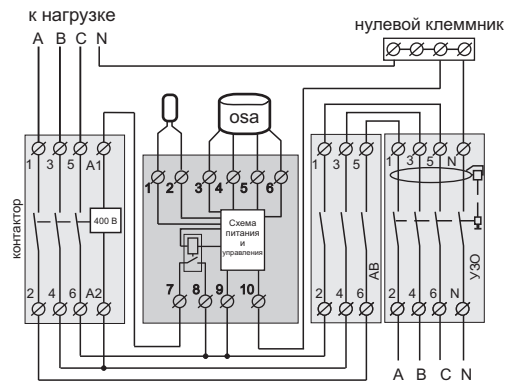 к нагрузке
A B C N
нулевой клеммник
osa
1 3 5 A1
1 2 3 4 5 6
1 3 5
1 3 5 N
400 В
контактор
Схема
питания
и
управления
АВ
УЗО
2 4 6 A2
7 8 9 10
2 4 6
2 4 6 N
A B C N